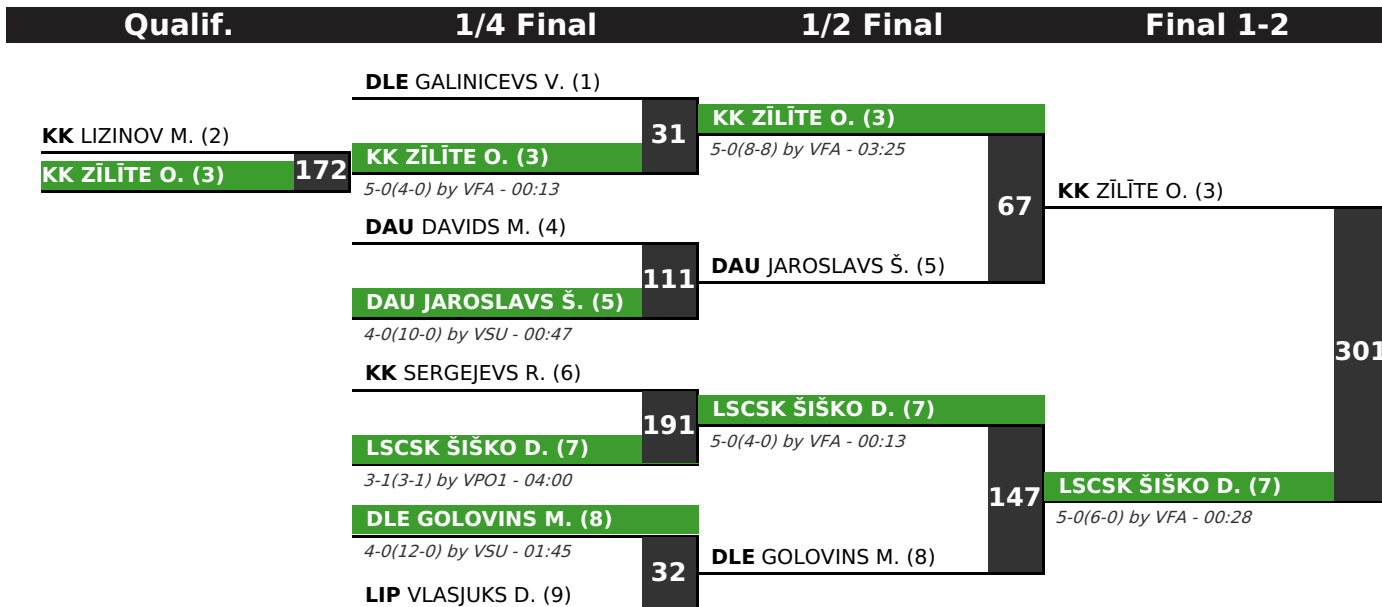 Qualif. 1/4 Final 1/2 Final Final 1-2
KK LIZINOV M. (2)
KK ZĪLĪTE O. (3)
172
DLE GALINICEVS V. (1)
KK ZĪLĪTE O. (3)
31
5-0(4-0) by VFA - 00:13
DAU DAVIDS M. (4)
DAU JAROSLAVS Š. (5)
111
4-0(10-0) by VSU - 00:47
KK SERGEJEVS R. (6)
LSCSK ŠIŠKO D. (7)
191
3-1(3-1) by VPO1 - 04:00
DLE GOLOVINS M. (8)
4-0(12-0) by VSU - 01:45
32
LIP VLASJUKS D. (9)
KK ZĪLĪTE O. (3)
5-0(8-8) by VFA - 03:25
67
DAU JAROSLAVS Š. (5)
LSCSK ŠIŠKO D. (7)
5-0(4-0) by VFA - 00:13
147
DLE GOLOVINS M. (8)
KK ZĪLĪTE O. (3)
301
LSCSK ŠIŠKO D. (7)
5-0(6-0) by VFA - 00:28